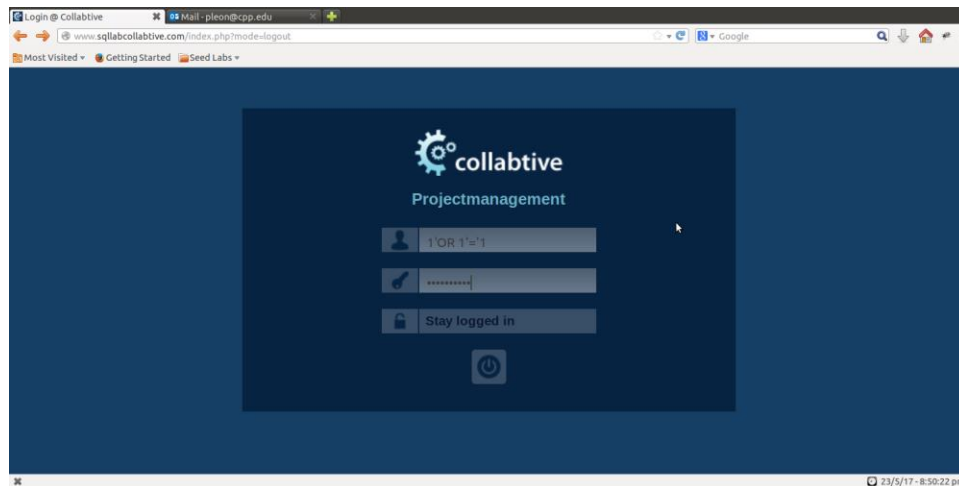 Login @ Collabtive
Mail - pleon@cpp.edu
www.sqllabcollabtive.com/index.php?mode=logout
Google
Most Visited
Getting Started
Seed Labs
collabtive
Projectmanagement
1'OR 1'='1
••••••••••
Stay logged in
23/5/17 - 8:50:22 pm